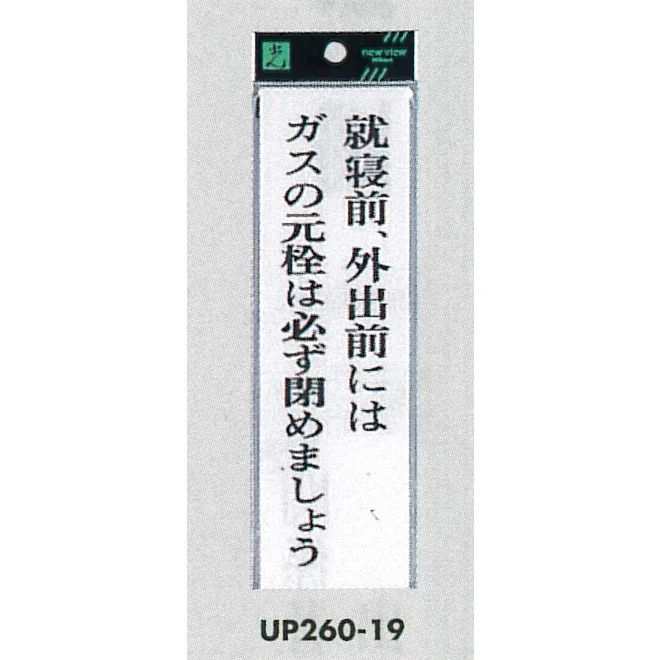 new view
就寝前、外出前には
ガスの元栓は必ず閉めましょう
UP260-19